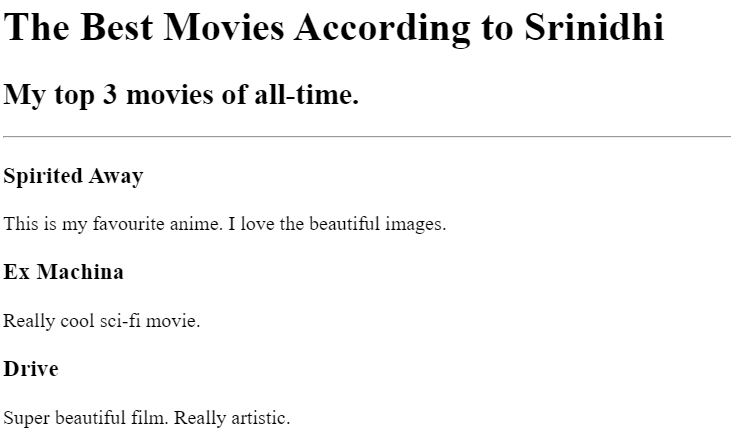 The Best Movies According to Srinidhi
My top 3 movies of all-time.
Spirited Away
This is my favourite anime. I love the beautiful images.
Ex Machina
Really cool sci-fi movie.
Drive
Super beautiful film. Really artistic.